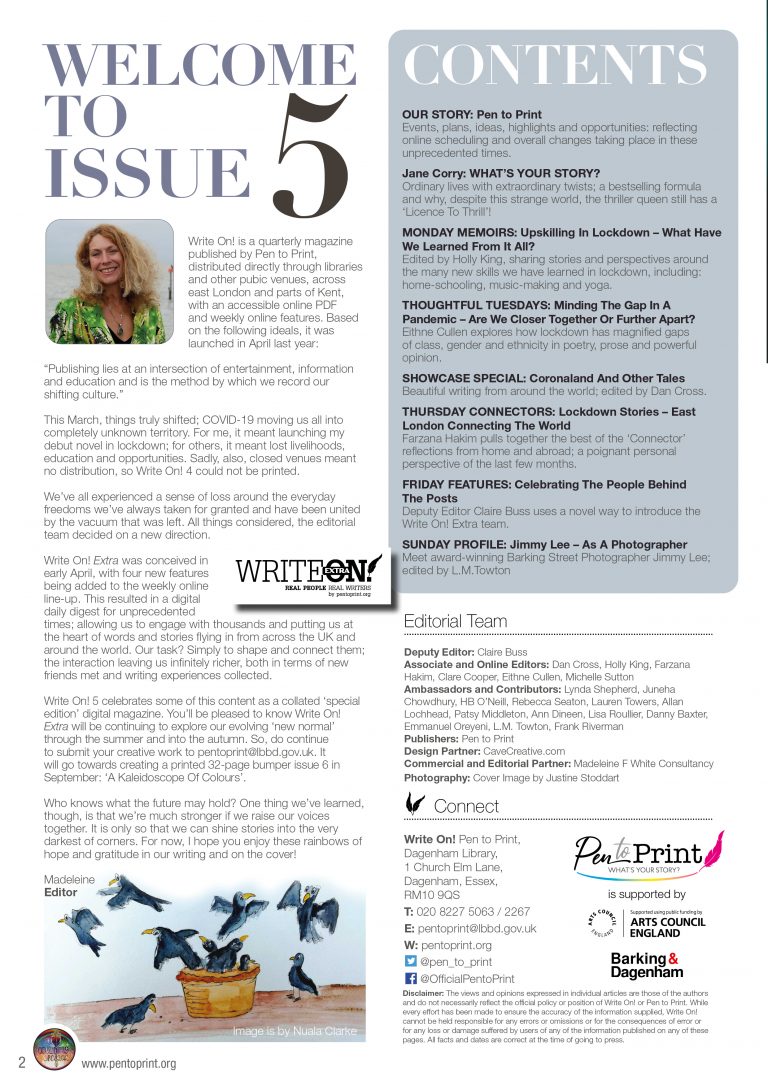 WELCOME
TO
ISSUE 5
Write On! is a quarterly magazine
published by Pen to Print,
distributed directly through libraries
and other pubic venues, across
east London and parts of Kent,
with an accessible online PDF
and weekly online features. Based
on the following ideals, it was
launched in April last year:
“Publishing lies at an intersection of entertainment, information
and education and is the method by which we record our
shifting culture.”
This March, things truly shifted; COVID-19 moving us all into
completely unknown territory. For me, it meant launching my
debut novel in lockdown; for others, it meant lost livelihoods,
education and opportunities. Sadly, also, closed venues meant
no distribution, so Write On! 4 could not be printed.
We’ve all experienced a sense of loss around the everyday
freedoms we’ve always taken for granted and have been united
by the vacuum that was left. All things considered, the editorial
team decided on a new direction.
Write On! Extra was conceived in
early April, with four new features
being added to the weekly online
line-up. This resulted in a digital
daily digest for unprecedented
times; allowing us to engage with thousands and putting us at
the heart of words and stories flying in from across the UK and
around the world. Our task? Simply to shape and connect them;
the interaction leaving us infinitely richer, both in terms of new
friends met and writing experiences collected.
WRITE ON!
EXTRA
REAL PEOPLE REAL WRITERS
by pentoprint.org
Write On! 5 celebrates some of this content as a collated ‘special
edition’ digital magazine. You’ll be pleased to know Write On!
Extra will be continuing to explore our evolving ‘new normal’
through the summer and into the autumn. So, do continue
to submit your creative work to pentoprint@lbbd.gov.uk. It
will go towards creating a printed 32-page bumper issue 6 in
September: ‘A Kaleidoscope Of Colours’.
Who knows what the future may hold? One thing we’ve learned,
though, is that we’re much stronger if we raise our voices
together. It is only so that we can shine stories into the very
darkest of corners. For now, I hope you enjoy these rainbows of
hope and gratitude in our writing and on the cover!
Madeleine
Editor
Image is by Nuala Clarke
2
www.pentoprint.org
CONTENTS
OUR STORY: Pen to Print
Events, plans, ideas, highlights and opportunities: reflecting
online scheduling and overall changes taking place in these
unprecedented times.
Jane Corry: WHAT’S YOUR STORY?
Ordinary lives with extraordinary twists; a bestselling formula
and why, despite this strange world, the thriller queen still has a
‘Licence To Thrill’!
MONDAY MEMOIRS: Upskilling In Lockdown – What Have
We Learned From It All?
Edited by Holly King, sharing stories and perspectives around
the many new skills we have learned in lockdown, including:
home-schooling, music-making and yoga.
THOUGHTFUL TUESDAYS: Minding The Gap In A
Pandemic – Are We Closer Together Or Further Apart?
Eithne Cullen explores how lockdown has magnified gaps
of class, gender and ethnicity in poetry, prose and powerful
opinion.
SHOWCASE SPECIAL: Coronaland And Other Tales
Beautiful writing from around the world; edited by Dan Cross.
THURSDAY CONNECTORS: Lockdown Stories – East
London Connecting The World
Farzana Hakim pulls together the best of the ‘Connector’
reflections from home and abroad; a poignant personal
perspective of the last few months.
FRIDAY FEATURES: Celebrating The People Behind
The Posts
Deputy Editor Claire Buss uses a novel way to introduce the
Write On! Extra team.
SUNDAY PROFILE: Jimmy Lee – As A Photographer
Meet award-winning Barking Street Photographer Jimmy Lee;
edited by L.M.Towton
Editorial Team
Deputy Editor: Claire Buss
Associate and Online Editors: Dan Cross, Holly King, Farzana
Hakim, Clare Cooper, Eithne Cullen, Michelle Sutton
Ambassadors and Contributors: Lynda Shepherd, Juneha
Chowdhury, HB O’Neill, Rebecca Seaton, Lauren Towers, Allan
Lochhead, Patsy Middleton, Ann Dineen, Lisa Roullier, Danny Baxter,
Emmanuel Oreyeni, L.M. Towton, Frank Riverman
Publishers: Pen to Print
Design Partner: CaveCreative.com
Commercial and Editorial Partner: Madeleine F White Consultancy
Photography: Cover Image by Justine Stoddart
Connect
Write On! Pen to Print,
Dagenham Library,
1 Church Elm Lane,
Dagenham, Essex,
RM10 9QS
T: 020 8227 5063 / 2267
E: pentoprint@lbbd.gov.uk
W: pentoprint.org
@pen_to_print
@OfficialPentoPrint
Pen to Print
WHAT'S YOUR STORY?
is supported by
ARTS COUNCIL
ENGLAND
Supported using public funding by
ARTS COUNCIL
ENGLAND
Barking&
Dagenham
Disclaimer: The views and opinions expressed in individual articles are those of the authors
and do not necessarily reflect the official policy or position of Write On! or Pen to Print. While
every effort has been made to ensure the accuracy of the information supplied, Write On!
cannot be held responsible for any errors or omissions or for the consequences of error or
for any loss or damage suffered by users of any of the information published on any of these
pages. All facts and dates are correct at the time of going to press.